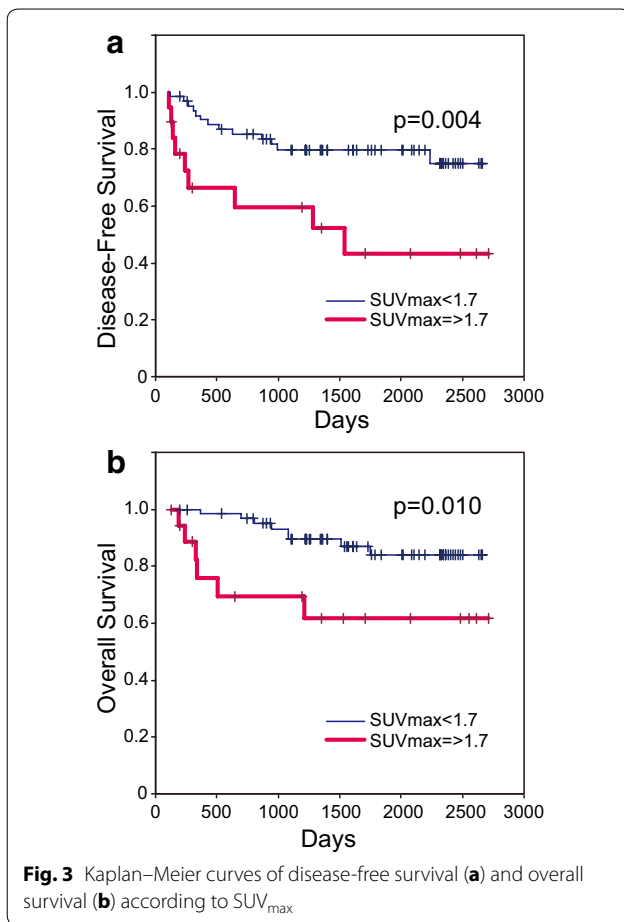 a
1.0
0.8
0.6
0.4
0.2
0
Disease-Free Survival
p=0.004
SUVmax<1.7
SUVmax=>1.7
0 500 1000 1500 2000 2500 3000
Days
b
1.0
0.8
0.6
0.4
0.2
0
Overall Survival
p=0.010
SUVmax<1.7
SUVmax=>1.7
0 500 1000 1500 2000 2500 3000
Days
Fig. 3 Kaplan–Meier curves of disease-free survival (a) and overall
survival (b) according to SUVmax